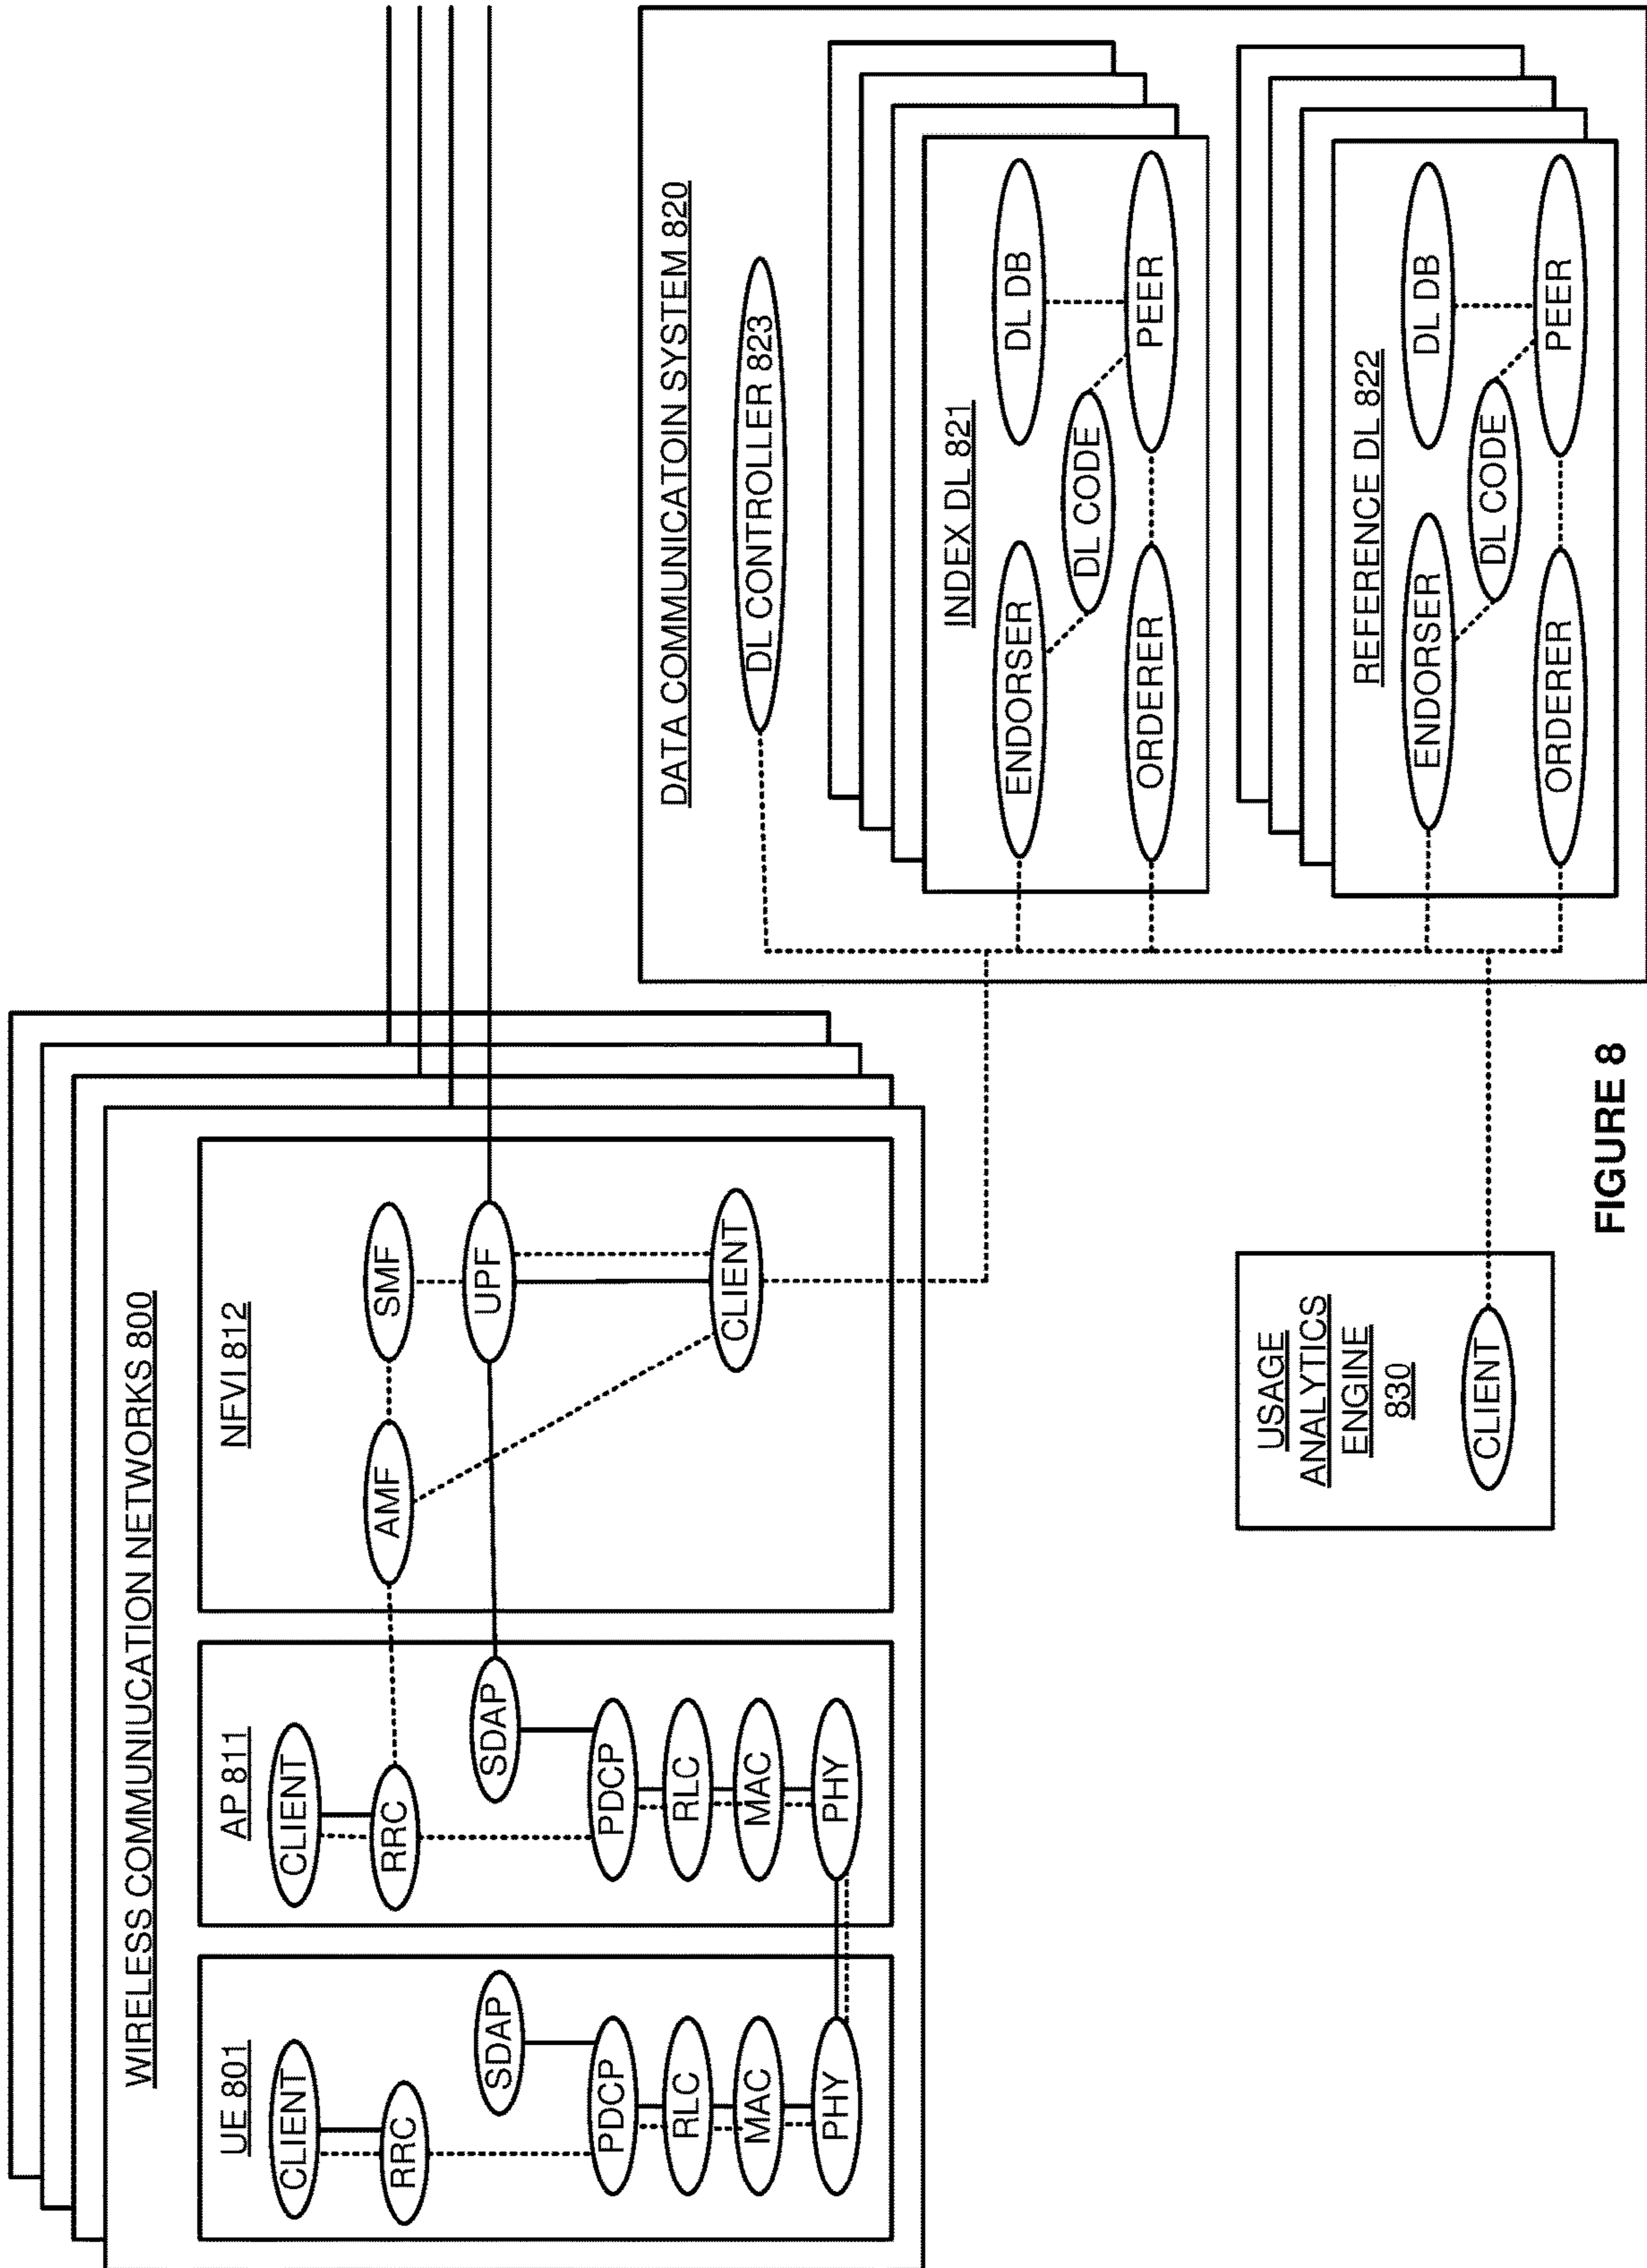 WIRELESS COMMUNIUCATION NETWORKS 800
UE 801
CLIENT
RRC
SDAP
PDCP
RLC
MAC
PHY
AP 811
CLIENT
RRC
SDAP
PDCP
RLC
MAC
PHY
NFVI 812
AMF
SMF
UPF
CLIENT
DATA COMMUNICATOIN SYSTEM 820
DL CONTROLLER 823
INDEX DL 821
ENDORSER
DL DB
DL CODE
ORDERER
PEER
REFERENCE DL 822
ENDORSER
DL DB
DL CODE
ORDERER
PEER
USAGE
ANALYTICS
ENGINE
830
CLIENT
FIGURE 8